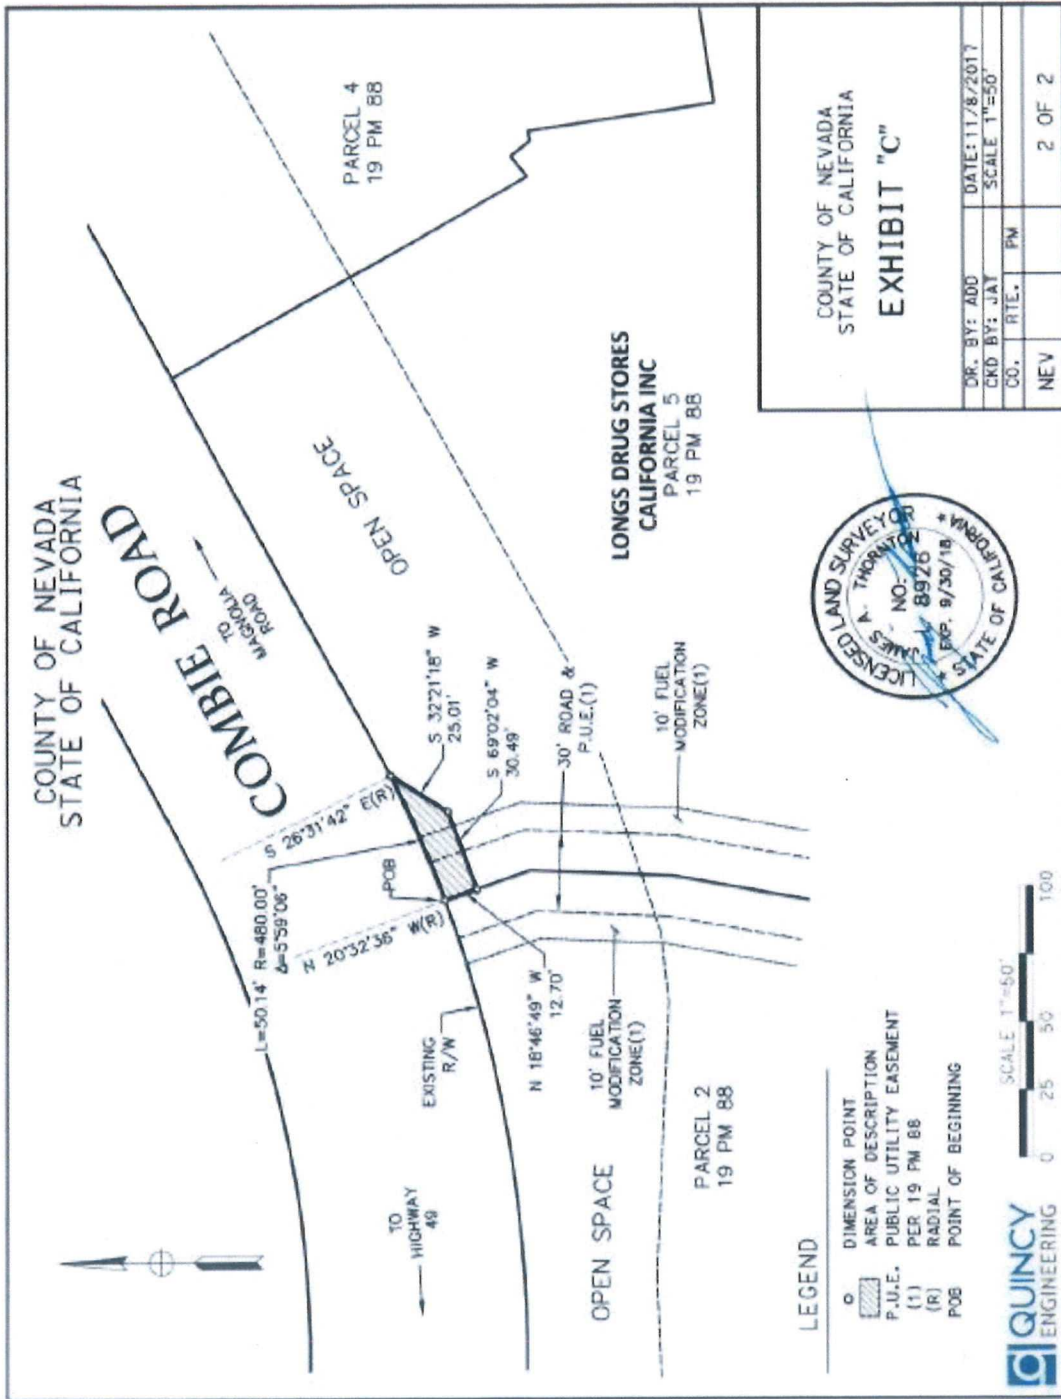 COUNTY OF NEVADA
STATE OF CALIFORNIA
COMBIE ROAD
TO
MAGNOLIA
ROAD
TO
HIGHWAY
49
L=50.14' R=480.00'
Δ=5°59'06"
S 26°31'42" E(R)
N 20°32'36" W(R)
POB
EXISTING
R/W
OPEN SPACE
PARCEL 4
19 PM 88
S 32°21'18" W
25.01'
S 69°02'04" W
30.49'
30' ROAD &
P.U.E.(1)
10' FUEL
MODIFICATION
ZONE(1)
N 18°46'49" W
12.70'
10' FUEL
MODIFICATION
ZONE(1)
OPEN SPACE
PARCEL 2
19 PM 88
LONGS DRUG STORES
CALIFORNIA INC
PARCEL 5
19 PM 88
LEGEND
DIMENSION POINT
AREA OF DESCRIPTION
P.U.E. PUBLIC UTILITY EASEMENT
(1) PER 19 PM 88
(R) RADIAL
POB POINT OF BEGINNING
QUINCY
ENGINEERING
SCALE 1"=50'
0 25 50 100
LICENSED LAND SURVEYOR
JAMES A. THORNTON
NO.
8926
EXP. 9/30/18
STATE OF CALIFORNIA
COUNTY OF NEVADA
STATE OF CALIFORNIA
EXHIBIT "C"
DR. BY: ADD DATE: 11/8/2017
CKD BY: JAT SCALE 1"=50'
CO. RTE. PM
NEV 2 OF 2